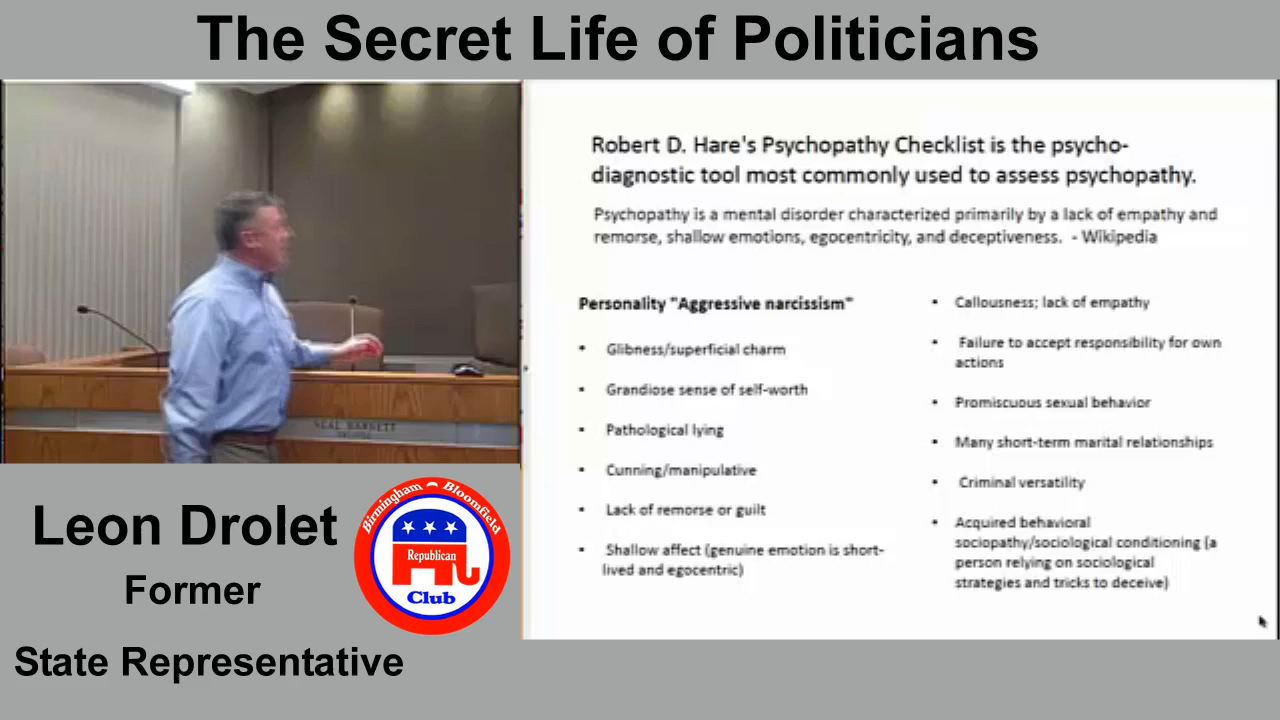 The Secret Life of Politicians
Robert D. Hare's Psychopathy Checklist is the psycho-
diagnostic tool most commonly used to assess psychopathy.
Psychopathy is a mental disorder characterized primarily by a lack of empathy and
remorse, shallow emotions, egocentricity, and deceptiveness. - Wikipedia
Personality "Aggressive narcissism"
• Glibness/superficial charm
• Grandiose sense of self-worth
• Pathological lying
• Cunning/manipulative
• Lack of remorse or guilt
• Shallow affect (genuine emotion is short-
lived and egocentric)
• Callousness; lack of empathy
• Failure to accept responsibility for own
actions
• Promiscuous sexual behavior
• Many short-term marital relationships
• Criminal versatility
• Acquired behavioral
sociopathy/sociological conditioning (a
person relying on sociological
strategies and tricks to deceive)
NEAL BARNETT
Leon Drolet
Former
State Representative
Birmingham Bloomfield
Republican
Club